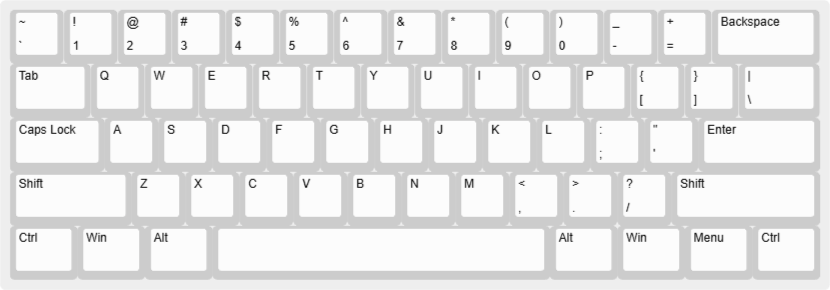 ~ ! @ # $ % ^ & * ( ) _ + Backspace
` 1 2 3 4 5 6 7 8 9 0 - =
Tab Q W E R T Y U I O P { } |
[ ] \
Caps Lock A S D F G H J K L : " Enter
; '
Shift Z X C V B N M < > ? Shift
, . /
Ctrl Win Alt Alt Win Menu Ctrl